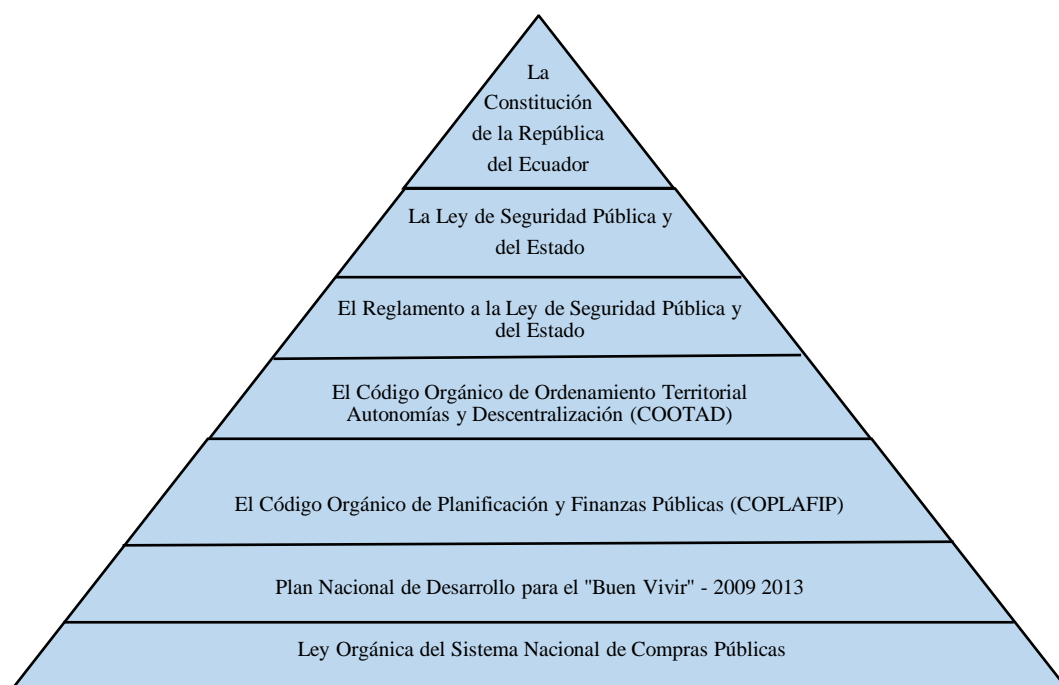 La
Constitución
de la República
del Ecuador
La Ley de Seguridad Pública y
del Estado
El Reglamento a la Ley de Seguridad Pública y
del Estado
El Código Orgánico de Ordenamiento Territorial
Autonomías y Descentralización (COOTAD)
El Código Orgánico de Planificación y Finanzas Públicas (COPLAFIP)
Plan Nacional de Desarrollo para el "Buen Vivir" - 2009 2013
Ley Orgánica del Sistema Nacional de Compras Públicas